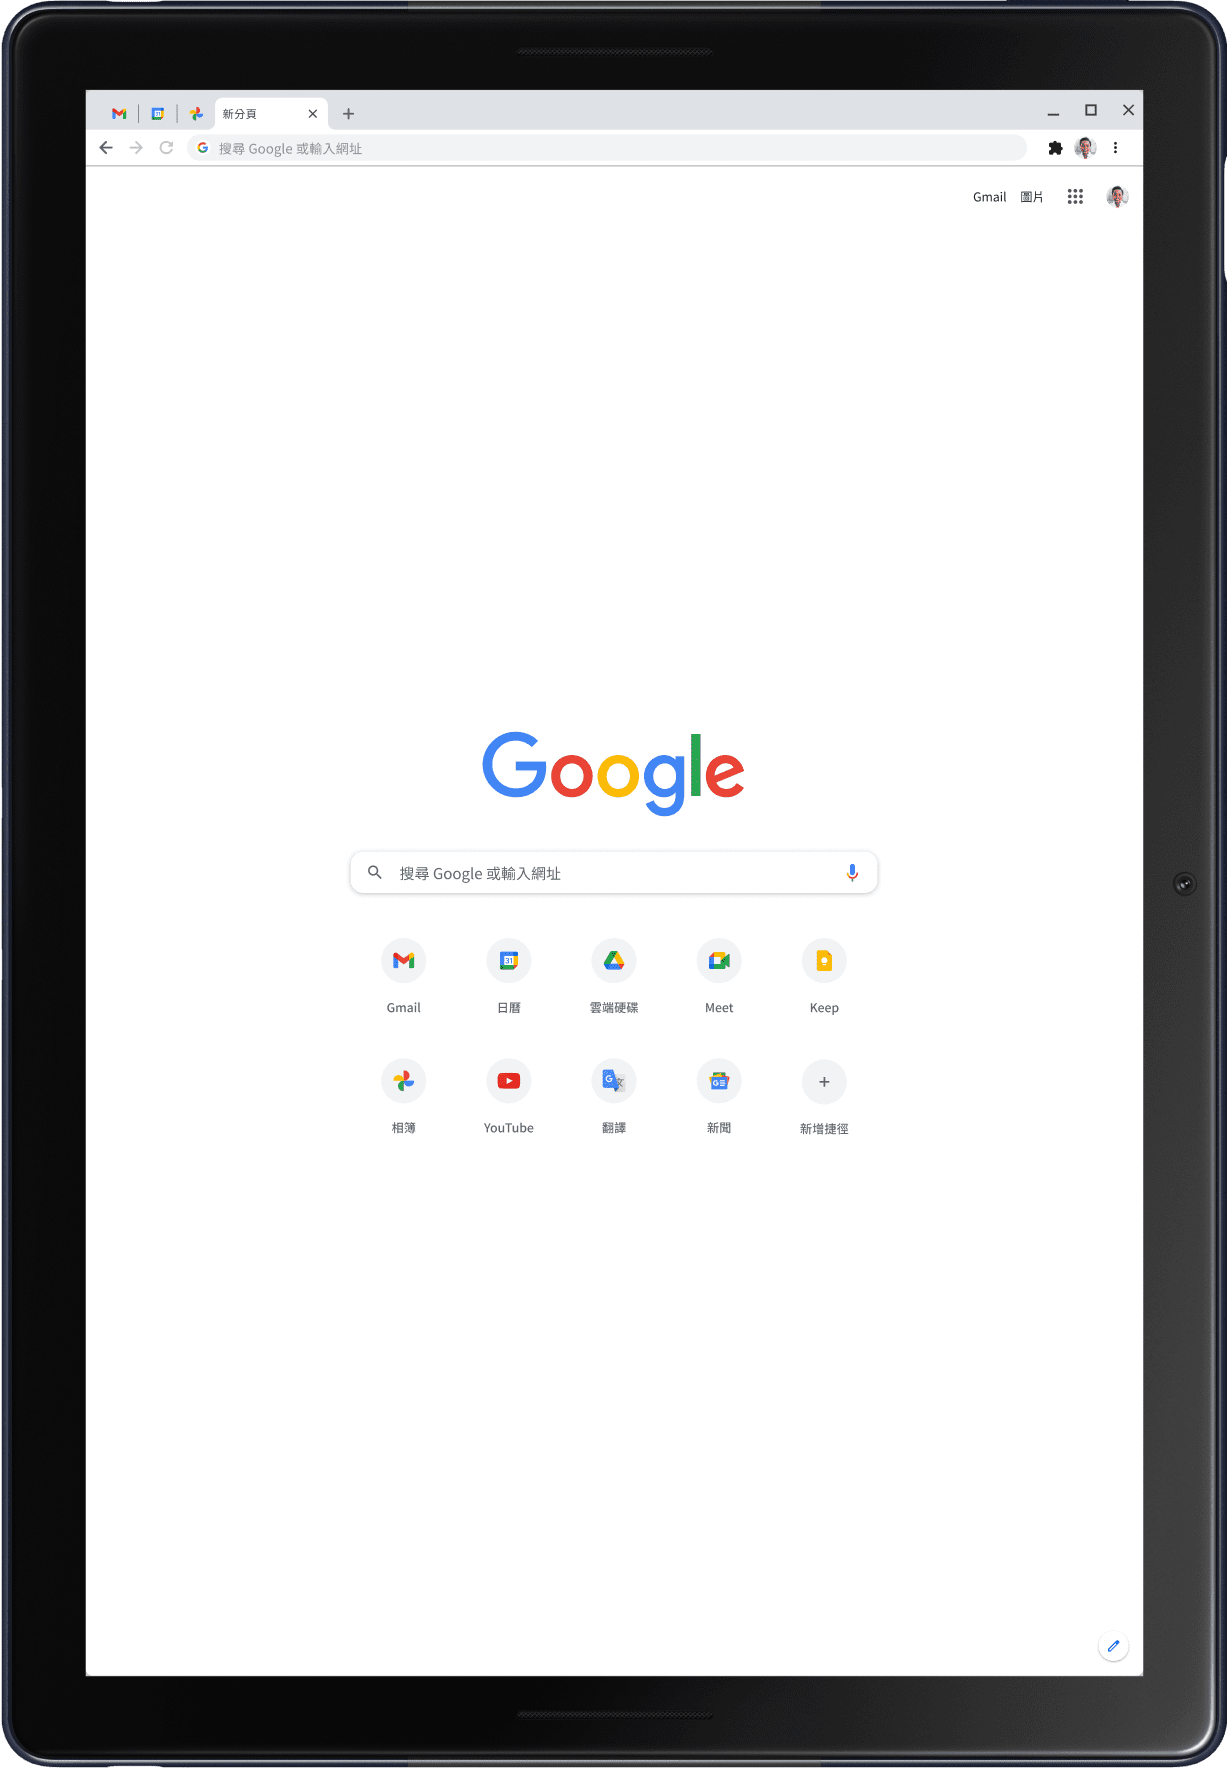 新分頁
搜尋 Google 或輸入網址
Gmail 圖片
Google
搜尋 Google 或輸入網址
Gmail 日曆 雲端硬碟 Meet Keep
相簿 YouTube 翻譯 新聞 新增捷徑